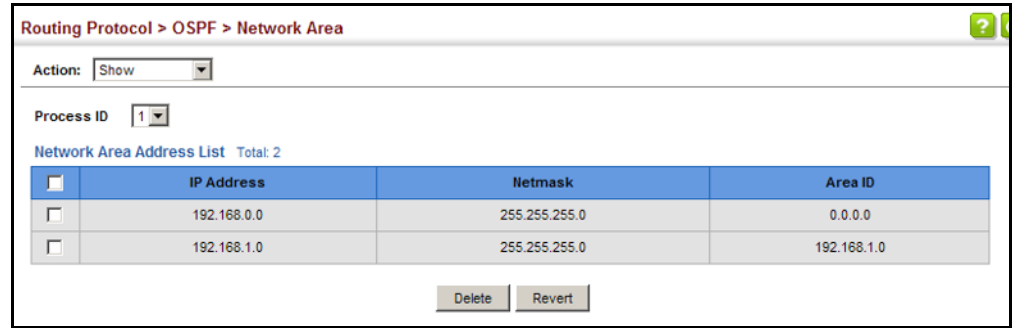 Routing Protocol > OSPF > Network Area ?
Action: Show
Process ID 1
Network Area Address List Total: 2
IP Address Netmask Area ID
192.168.0.0 255.255.255.0 0.0.0.0
192.168.1.0 255.255.255.0 192.168.1.0
Delete Revert